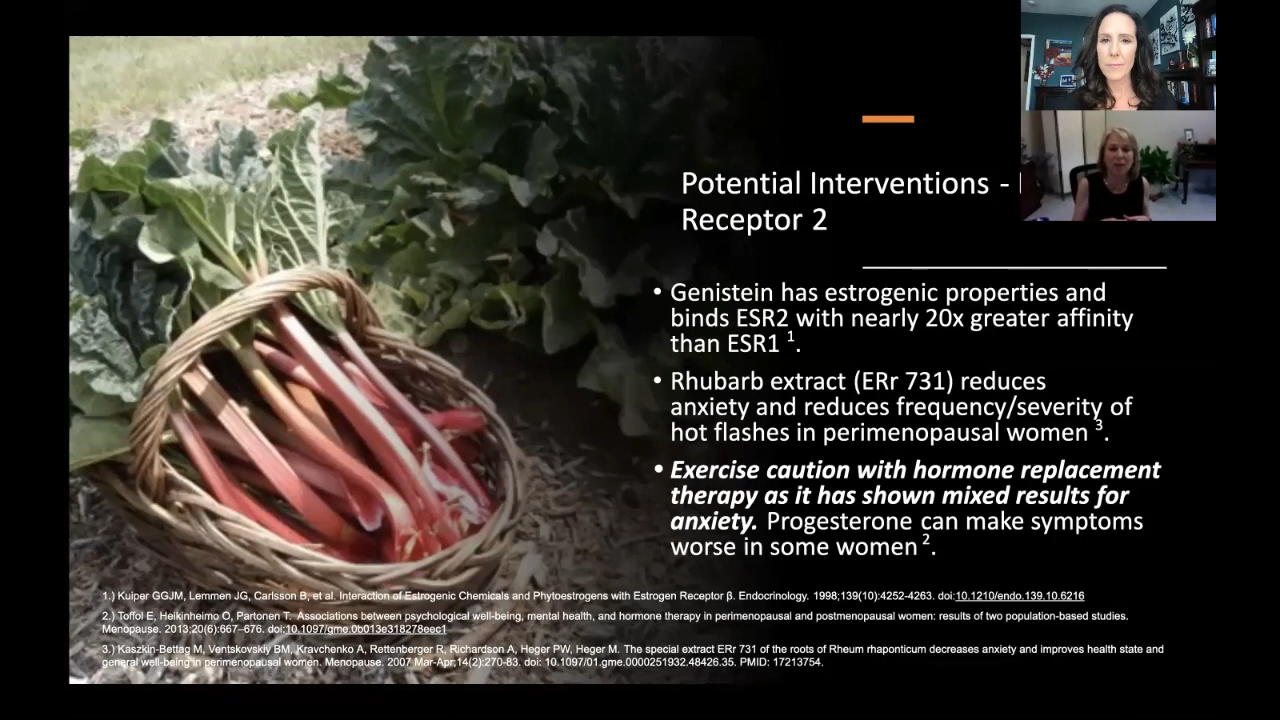 Potential Interventions -
Receptor 2
• Genistein has estrogenic properties and
binds ESR2 with nearly 20x greater affinity
than ESR1 1.
• Rhubarb extract (ERr 731) reduces
anxiety and reduces frequency/severity of
hot flashes in perimenopausal women 3.
• Exercise caution with hormone replacement
therapy as it has shown mixed results for
anxiety. Progesterone can make symptoms
worse in some women 2.
1.) Kuiper GGJM, Lemmen JG, Carlsson B, et al. Interaction of Estrogenic Chemicals and Phytoestrogens with Estrogen Receptor β. Endocrinology. 1998;139(10):4252-4263. doi:10.1210/endo.139.10.6216
2.) Toffol E, Heikinheimo O, Partonen T. Associations between psychological well-being, mental health, and hormone therapy in perimenopausal and postmenopausal women: results of two population-based studies.
Menopause. 2013;20(6):667–676. doi:10.1097/gme.0b013e318278eec1
3.) Kaszkin-Bettag M, Ventskovskiy BM, Kravchenko A, Rettenberger R, Richardson A, Heger PW, Heger M. The special extract ERr 731 of the roots of Rheum rhaponticum decreases anxiety and improves health state and
general well-being in perimenopausal women. Menopause. 2007 Mar-Apr;14(2):270-83. doi: 10.1097/01.gme.0000251932.48426.35. PMID: 17213754.